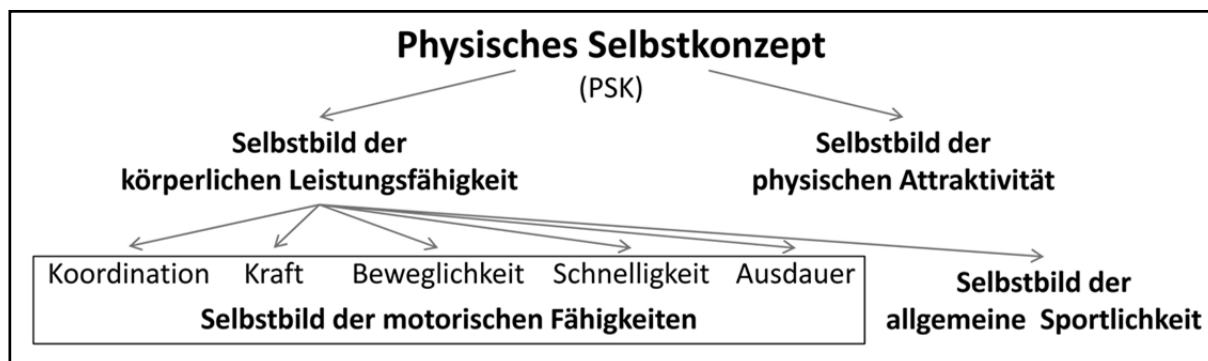 Physisches Selbstkonzept
(PSK)
Selbstbild der
körperlichen Leistungsfähigkeit
Selbstbild der
physischen Attraktivität
Koordination Kraft Beweglichkeit Schnelligkeit Ausdauer
Selbstbild der motorischen Fähigkeiten
Selbstbild der
allgemeine Sportlichkeit